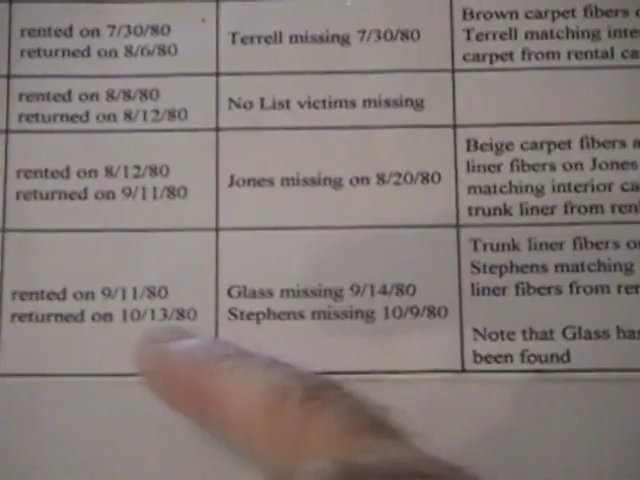 rented on 7/30/80
returned on 8/6/80
Terrell missing 7/30/80
Brown carpet fibers
Terrell matching
carpet from rental
rented on 8/8/80
returned on 8/12/80
No List victims missing
rented on 8/12/80
returned on 9/11/80
Jones missing on 8/20/80
Beige carpet fibers
liner fibers on Jones
matching interior
trunk liner from
rented on 9/11/80
returned on 10/13/80
Glass missing 9/14/80
Stephens missing 10/9/80
Trunk liner fibers
Stephens matching
liner fibers from
Note that Glass
been found